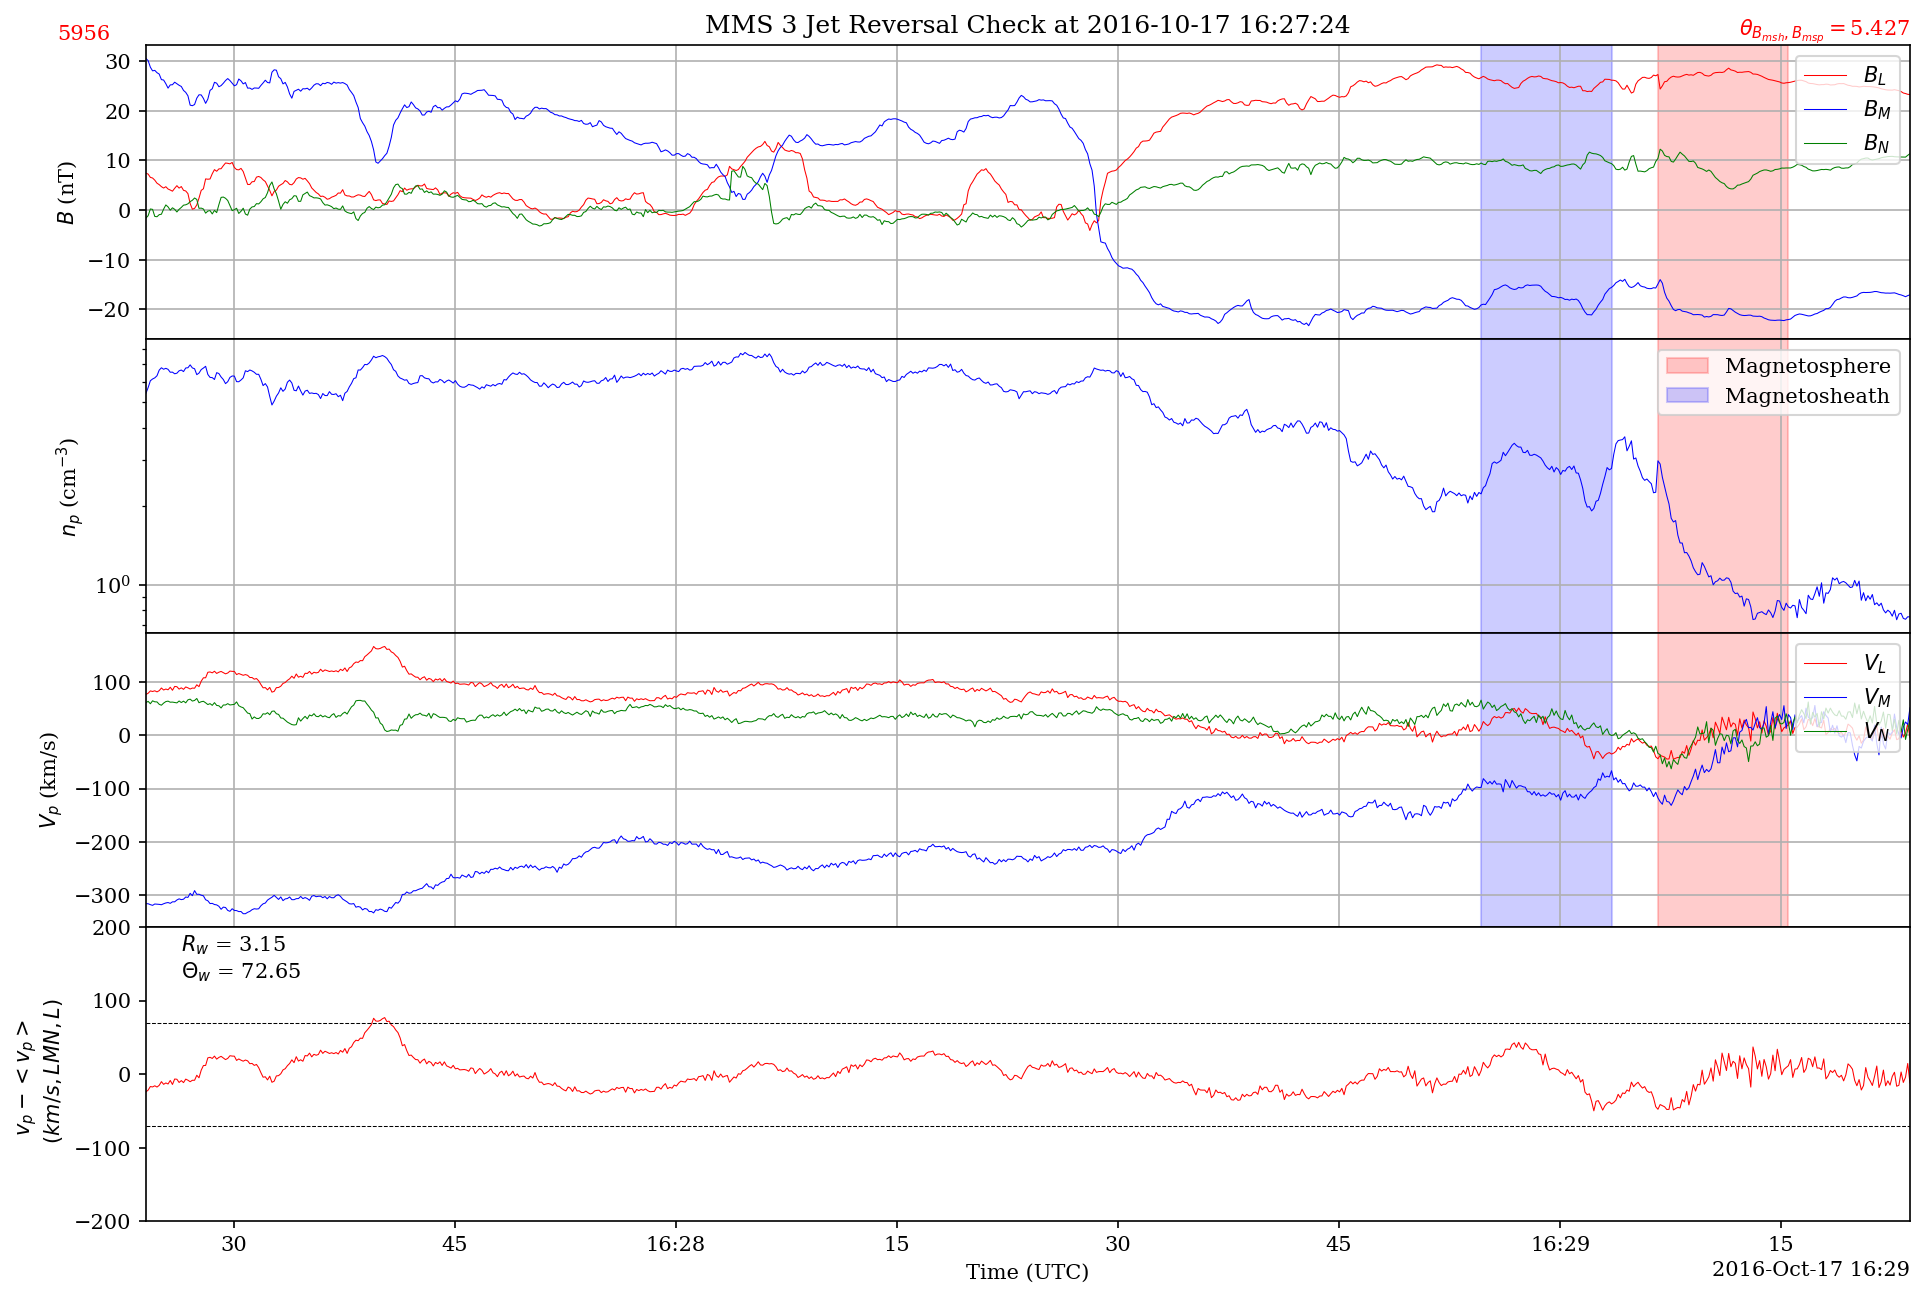 MMS 3 Jet Reversal Check at 2016-10-17 16:27:24
5956
θ_{B_{msh}, B_{msp}} = 5.427
30
20
10
0
−10
−20
B (nT)
B_L
B_M
B_N
10^0
n_p (cm^{−3})
Magnetosphere
Magnetosheath
100
0
−100
−200
−300
V_p (km/s)
V_L
V_M
V_N
200
100
0
−100
−200
v_p − <v_p>
(km/s, LMN, L)
R_w = 3.15
Θ_w = 72.65
30 45 16:28 15 30 45 16:29 15
Time (UTC)
2016-Oct-17 16:29